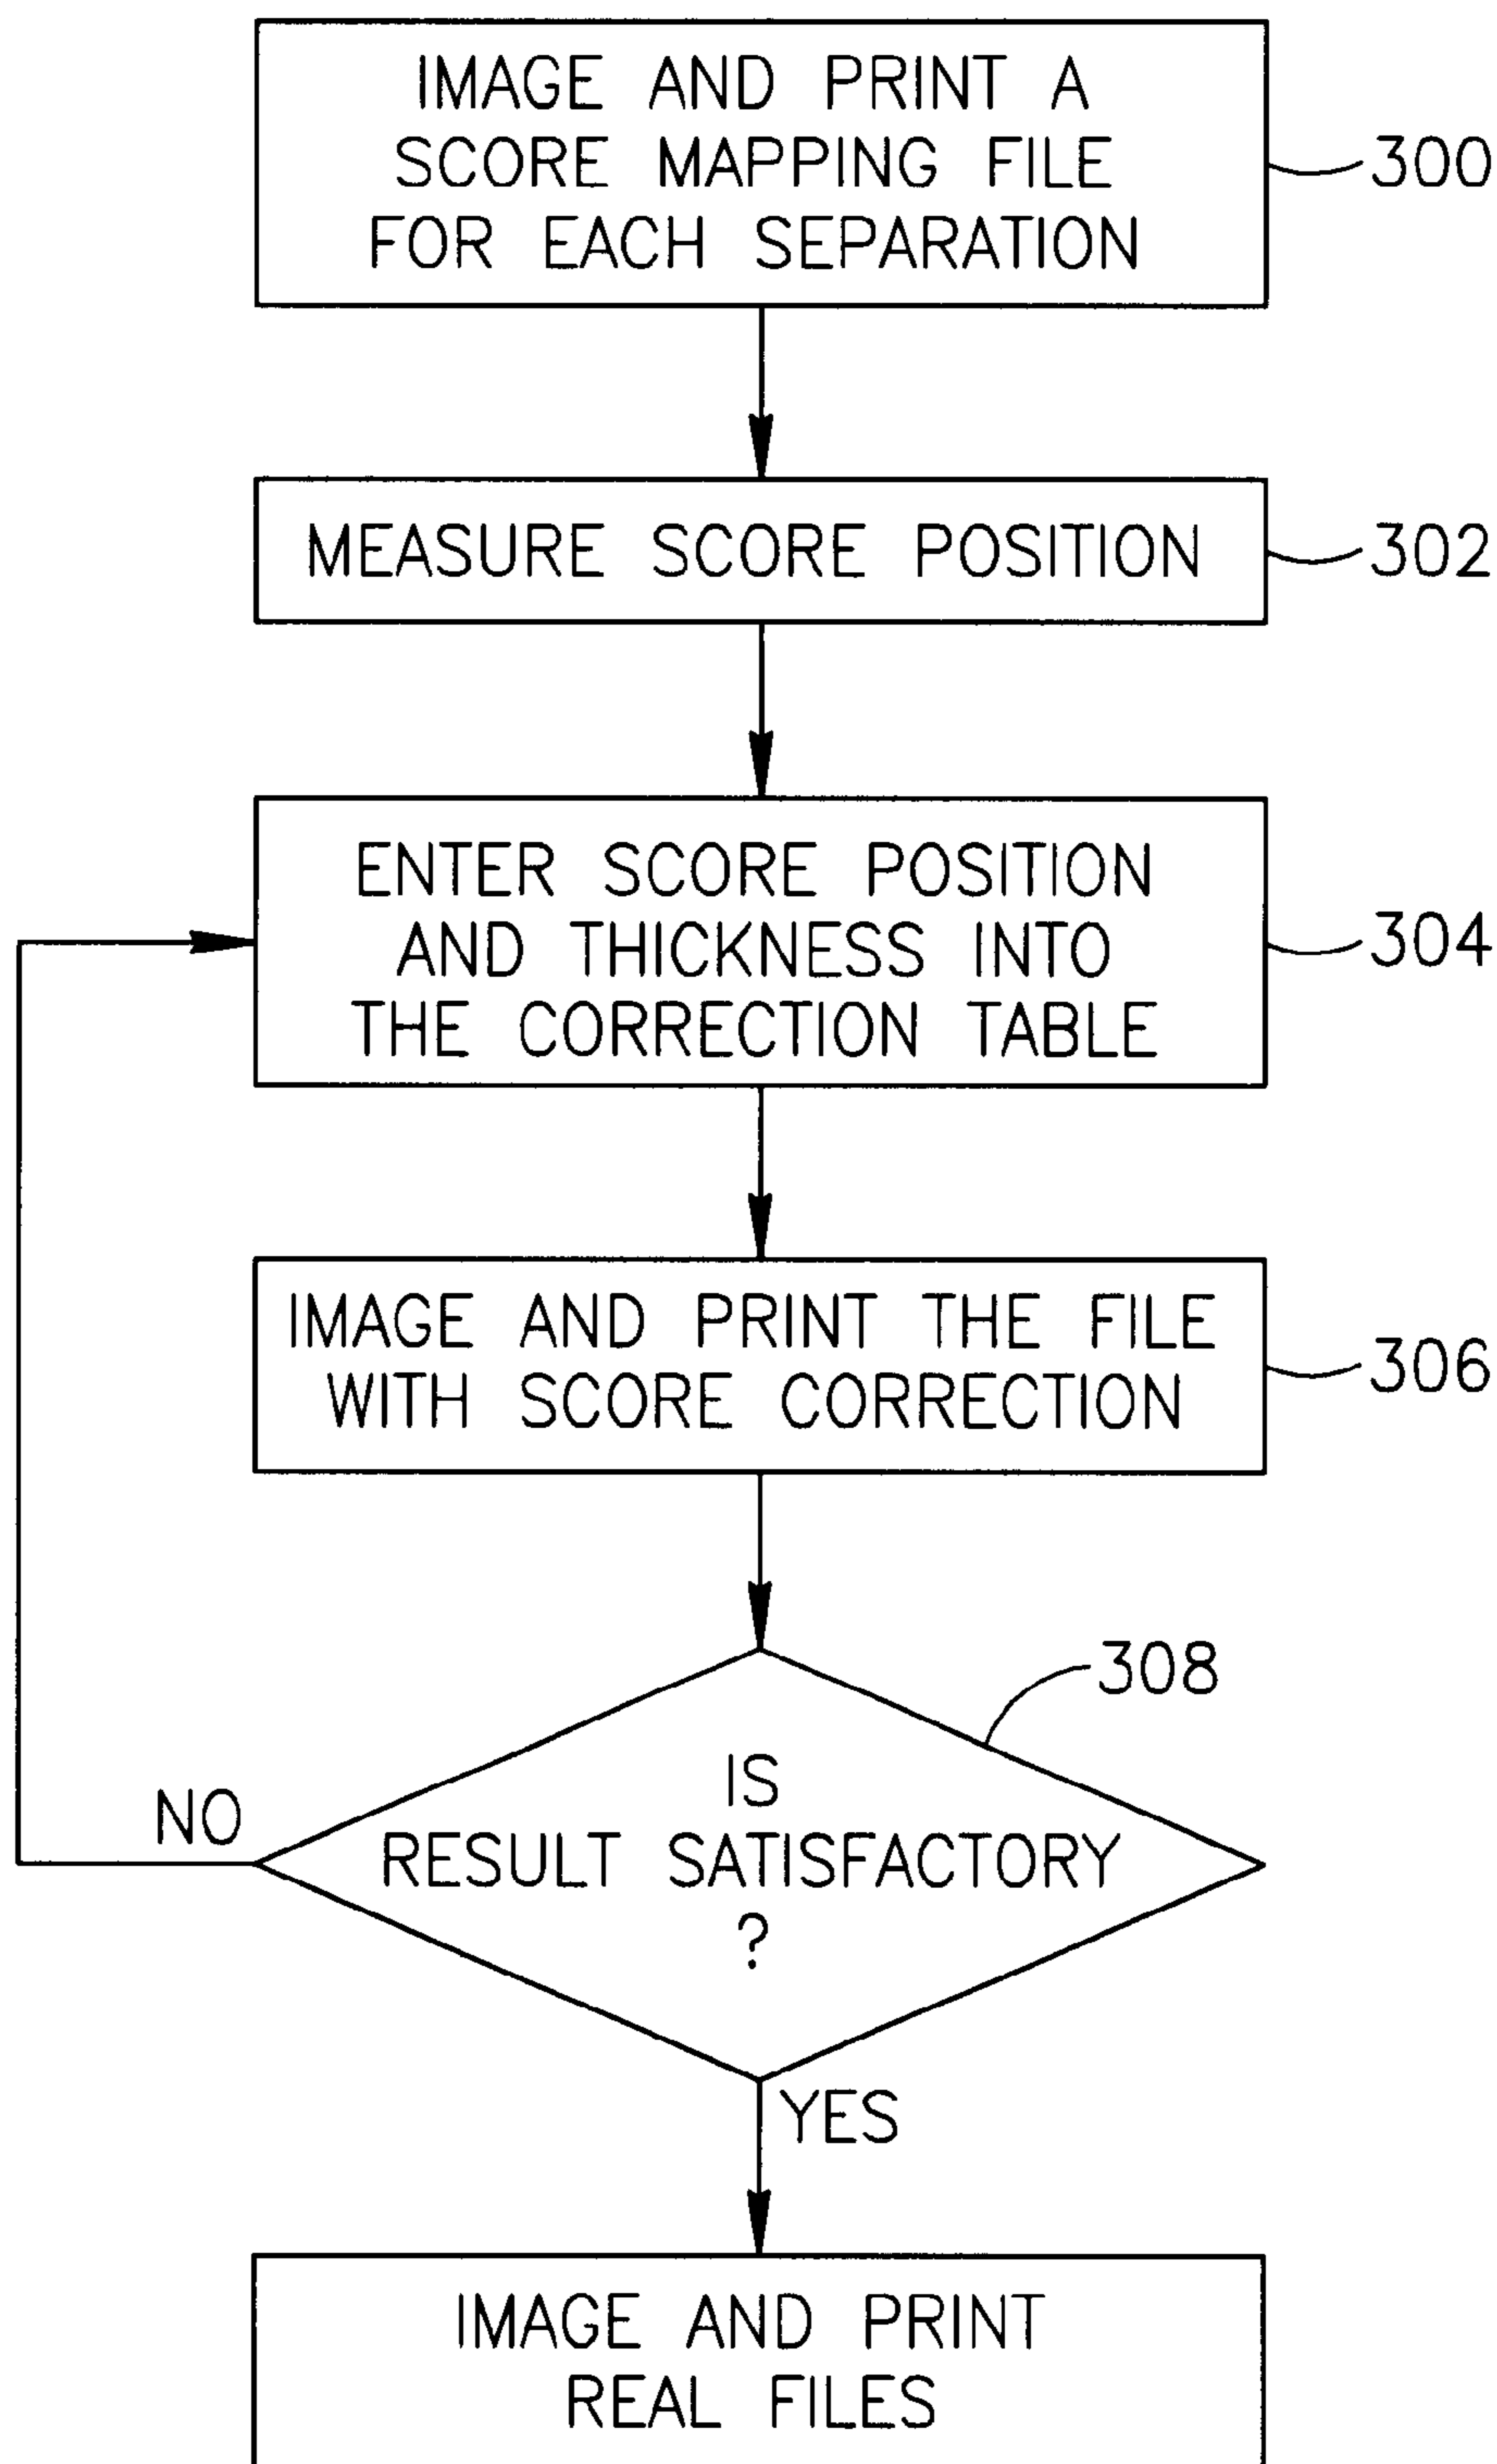 IMAGE AND PRINT A
SCORE MAPPING FILE
FOR EACH SEPARATION
300
MEASURE SCORE POSITION
302
ENTER SCORE POSITION
AND THICKNESS INTO
THE CORRECTION TABLE
304
IMAGE AND PRINT THE FILE
WITH SCORE CORRECTION
306
308
IS
RESULT SATISFACTORY
?
NO
YES
IMAGE AND PRINT
REAL FILES